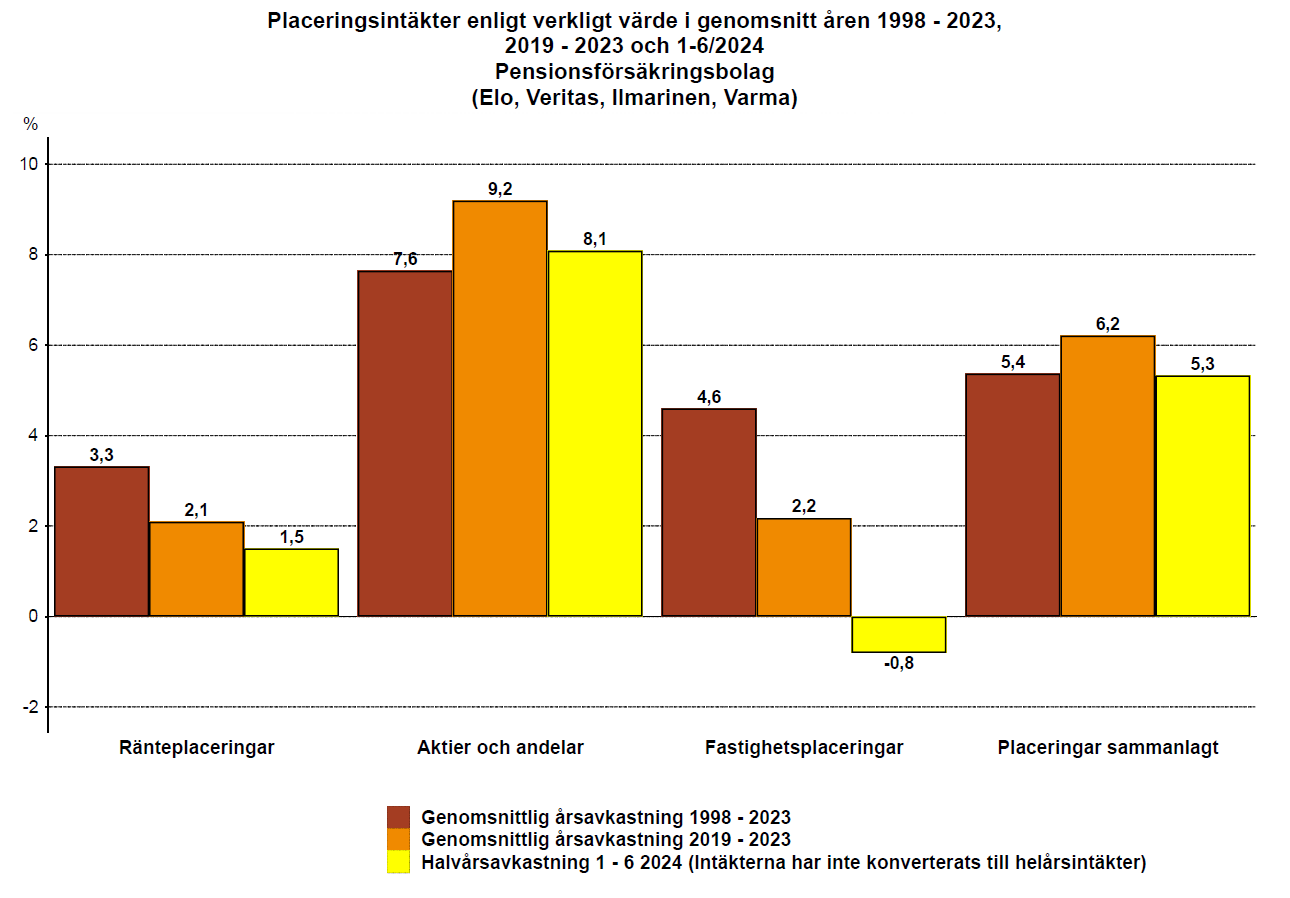 Placeringsintäkter enligt verkligt värde i genomsnitt åren 1998 - 2023,
2019 - 2023 och 1-6/2024
Pensionsförsäkringsbolag
(Elo, Veritas, Ilmarinen, Varma)
%
10
8
6
4
2
0
-2
3,3
2,1
1,5
7,6
9,2
8,1
4,6
2,2
-0,8
5,4
6,2
5,3
Ränteplaceringar
Aktier och andelar
Fastighetsplaceringar
Placeringar sammanlagt
Genomsnittlig årsavkastning 1998 - 2023
Genomsnittlig årsavkastning 2019 - 2023
Halvårsavkastning 1 - 6 2024 (Intäkterna har inte konverterats till helårsintäkter)